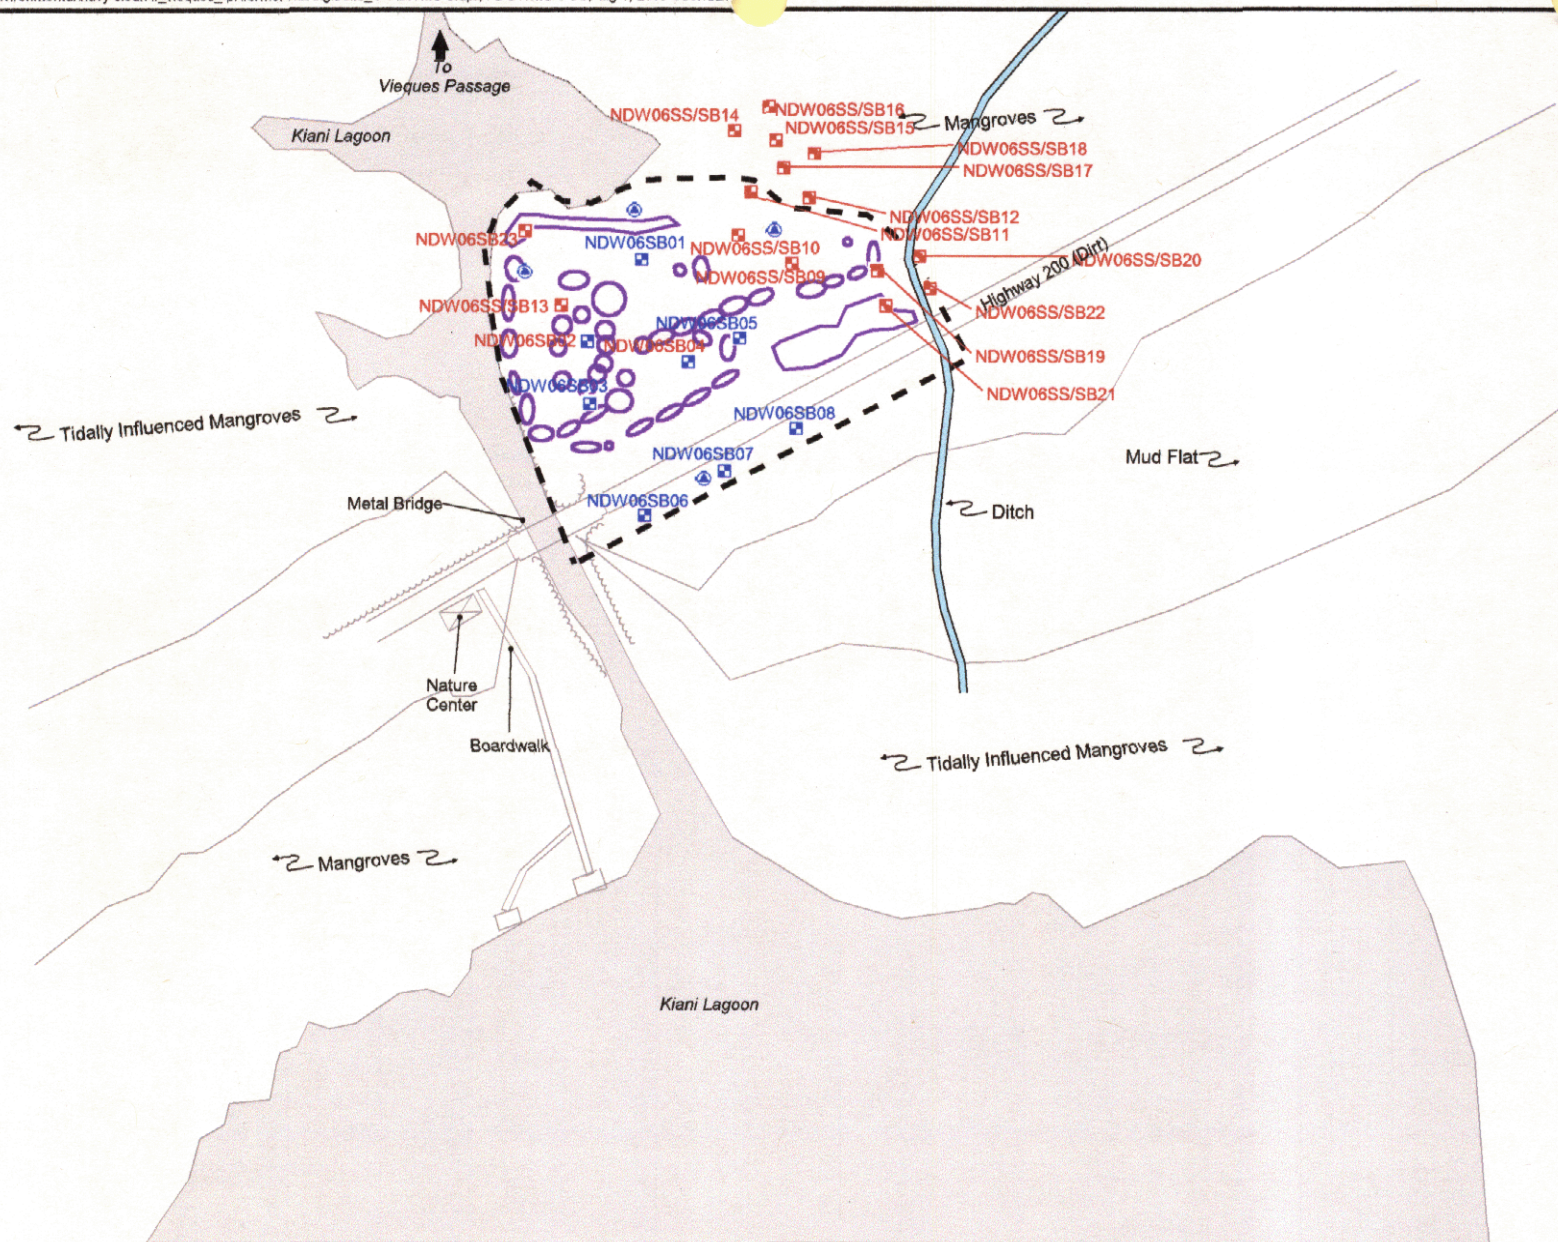 To
Vieques Passage
Kiani Lagoon
NDW06SS/SB14
NDW06SS/SB16
NDW06SS/SB15
Mangroves
NDW06SS/SB18
NDW06SS/SB17
NDW06SS/SB12
NDW06SS/SB11
NDW06SB23
NDW06SB01
NDW06SS/SB10
NDW06SS/SB09
NDW06SS/SB20
Highway 200 (Dirt)
NDW06SS/SB13
NDW06SS/SB22
NDW06SB02
NDW06SB04
NDW06SB05
NDW06SS/SB19
NDW06SB03
NDW06SS/SB21
NDW06SB08
Tidally Influenced Mangroves
NDW06SB07
Mud Flat
NDW06SB06
Metal Bridge
Ditch
Nature
Center
Boardwalk
Tidally Influenced Mangroves
Mangroves
Kiani Lagoon